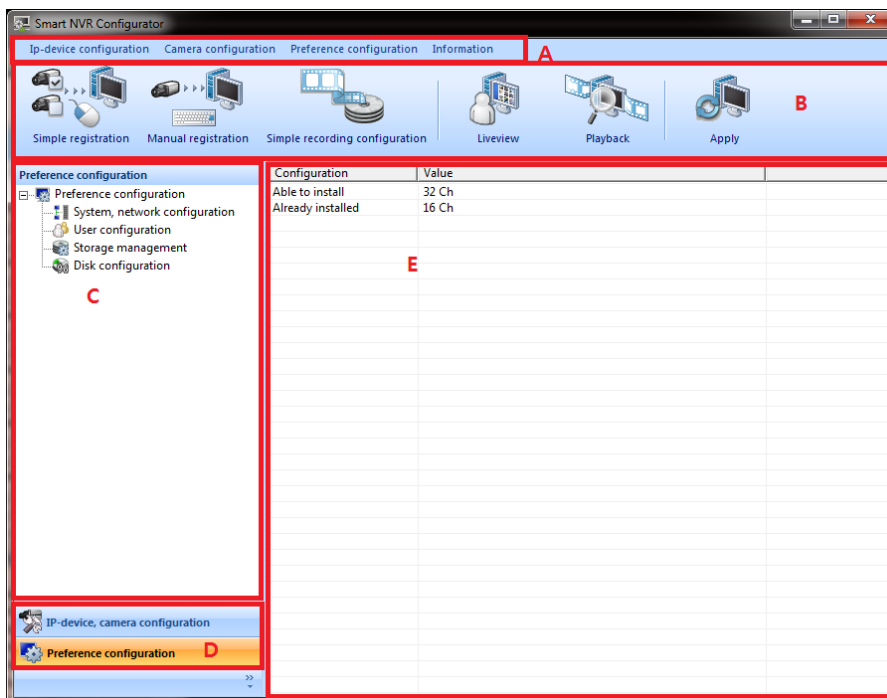 Smart NVR Configurator
Ip-device configuration Camera configuration Preference configuration Information
A
Simple registration Manual registration Simple recording configuration Liveview Playback Apply
B
Preference configuration
Preference configuration
System, network configuration
User configuration
Storage management
Disk configuration
C
Configuration Value
Able to install 32 Ch
Already installed 16 Ch
E
IP-device, camera configuration
Preference configuration
D